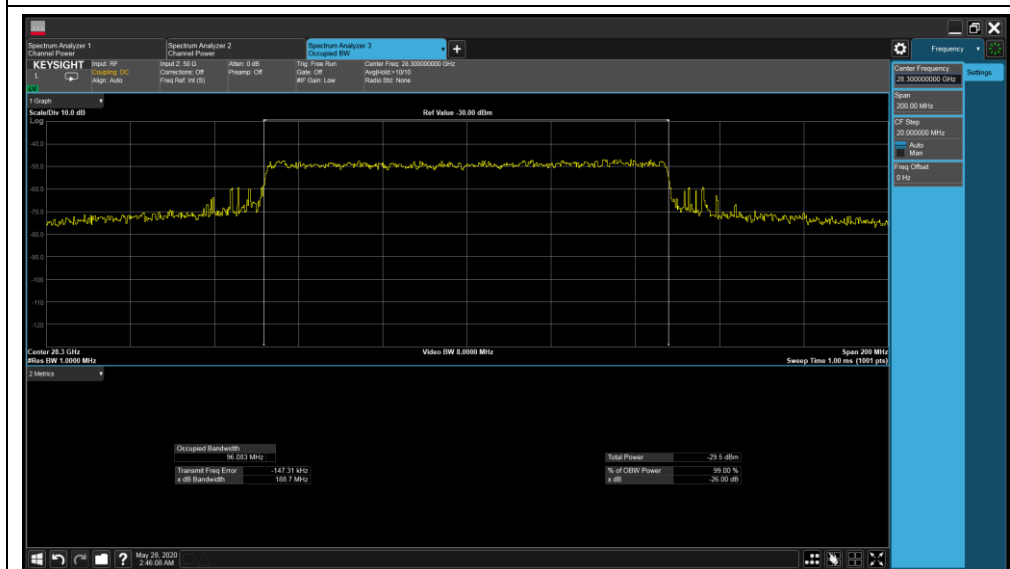 Spectrum Analyzer 1
Channel Power
Spectrum Analyzer 2
Channel Power
Spectrum Analyzer 3
Occupied BW
+
Frequency
KEYSIGHT
L
Input: RF
Coupling: DC
Align: Auto
Input Z: 50 Ω
Corrections: Off
Freq Ref: Int (S)
Atten: 0 dB
Preamp: Off
Trig: Free Run
Gate: Off
#IF Gain: Low
Center Freq: 28.300000000 GHz
Avg|Hold:>10/10
Radio Std: None
Center Frequency
28.300000000 GHz
Settings
Span
200.00 MHz
CF Step
20.000000 MHz
Auto
Man
Freq Offset
0 Hz
1 Graph
Scale/Div 10.0 dB
Ref Value -30.00 dBm
Log
-40.0
-50.0
-60.0
-70.0
-80.0
-90.0
-100
-110
-120
Center 28.3 GHz
Video BW 8.0000 MHz
Span 200 MHz
#Res BW 1.0000 MHz
Sweep Time 1.00 ms (1001 pts)
2 Metrics
Occupied Bandwidth
96.083 MHz
Total Power -29.5 dBm
Transmit Freq Error -147.31 kHz
% of OBW Power 99.00 %
x dB Bandwidth 188.7 MHz
x dB -26.00 dB
?
May 28, 2020
2:46:08 AM